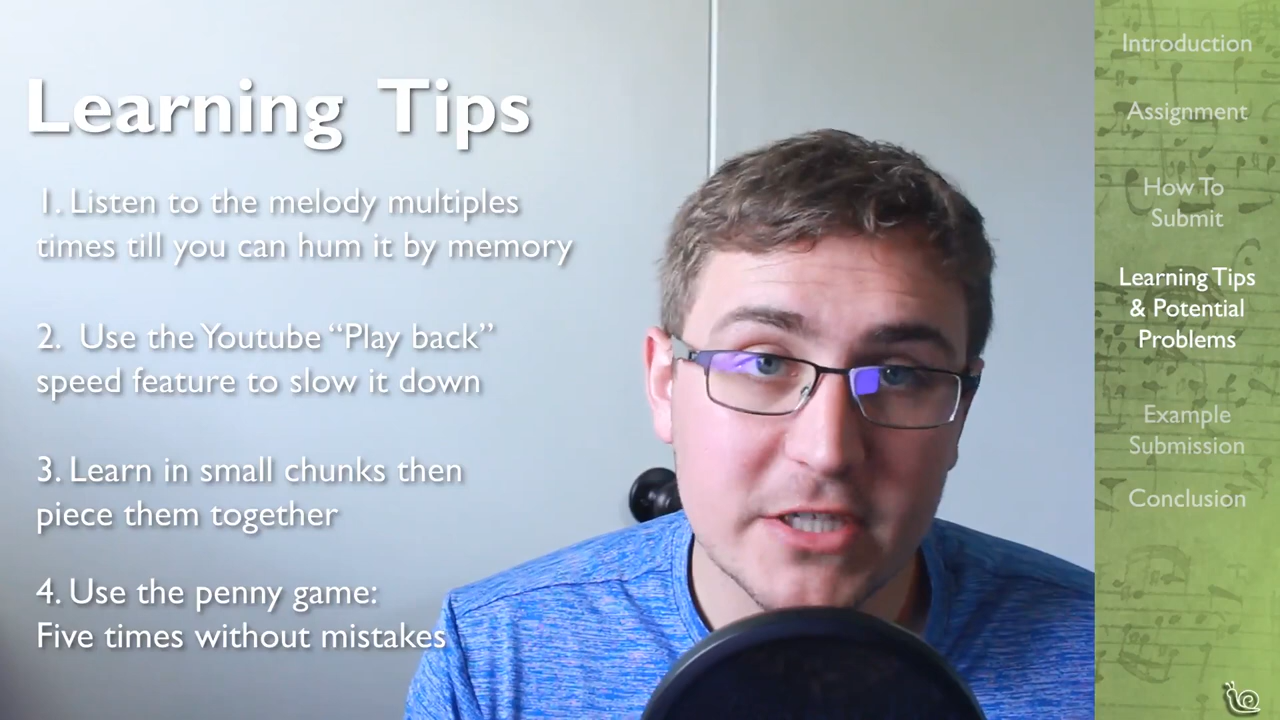 Learning Tips
1. Listen to the melody multiples
times till you can hum it by memory
2. Use the Youtube “Play back”
speed feature to slow it down
3. Learn in small chunks then
piece them together
4. Use the penny game:
Five times without mistakes
Introduction
Assignment
How To
Submit
Learning Tips
& Potential
Problems
Example
Submission
Conclusion